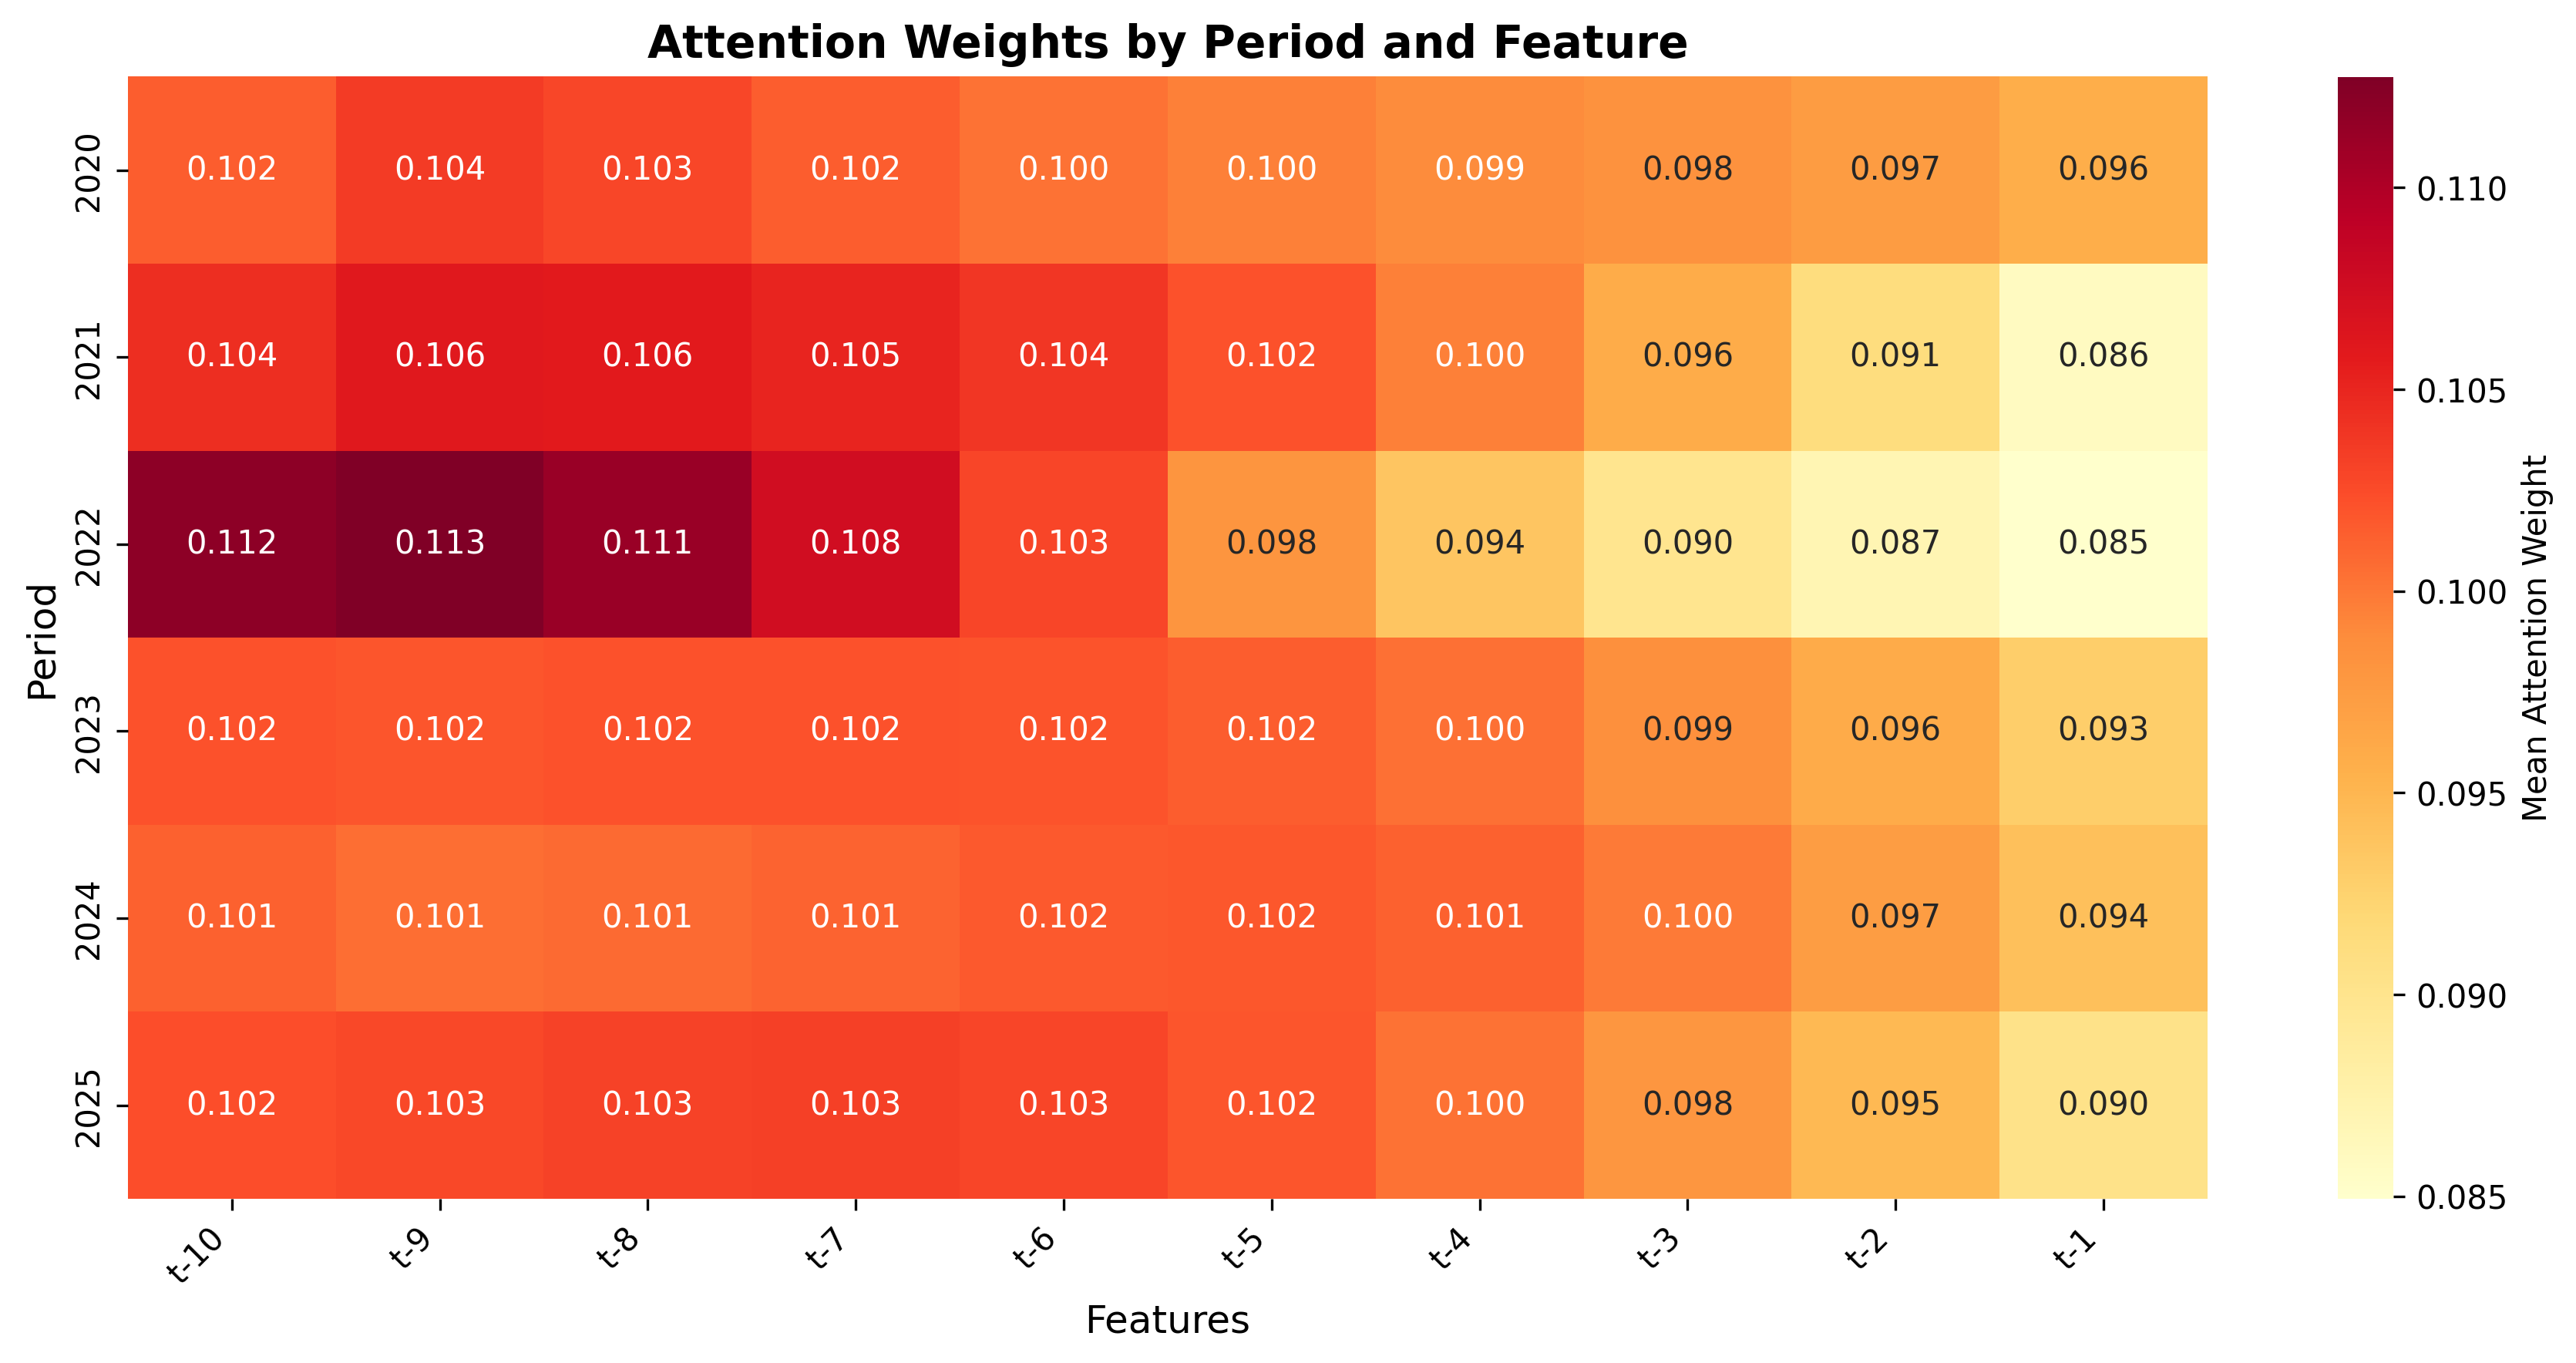 Attention Weights by Period and Feature
2020 0.102 0.104 0.103 0.102 0.100 0.100 0.099 0.098 0.097 0.096
2021 0.104 0.106 0.106 0.105 0.104 0.102 0.100 0.096 0.091 0.086
2022 0.112 0.113 0.111 0.108 0.103 0.098 0.094 0.090 0.087 0.085
2023 0.102 0.102 0.102 0.102 0.102 0.102 0.100 0.099 0.096 0.093
2024 0.101 0.101 0.101 0.101 0.102 0.102 0.101 0.100 0.097 0.094
2025 0.102 0.103 0.103 0.103 0.103 0.102 0.100 0.098 0.095 0.090
t-10 t-9 t-8 t-7 t-6 t-5 t-4 t-3 t-2 t-1
Features
Period
0.110
0.105
0.100
0.095
0.090
0.085
Mean Attention Weight